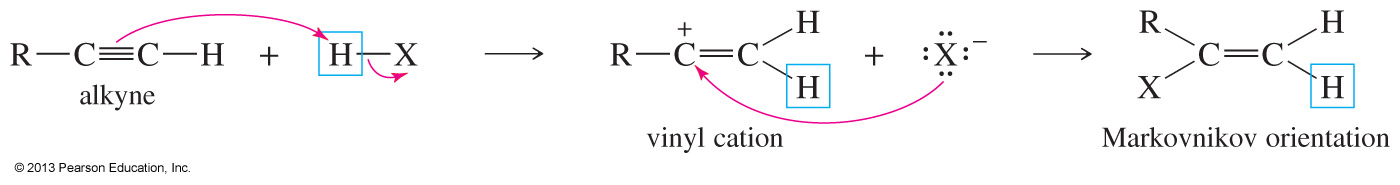 R—C≡C—H + H—X ⟶ R—C⁺=C(H)(H) + :Ẍ:⁻ ⟶ R(X)C=C(H)(H)
alkyne vinyl cation Markovnikov orientation
© 2013 Pearson Education, Inc.